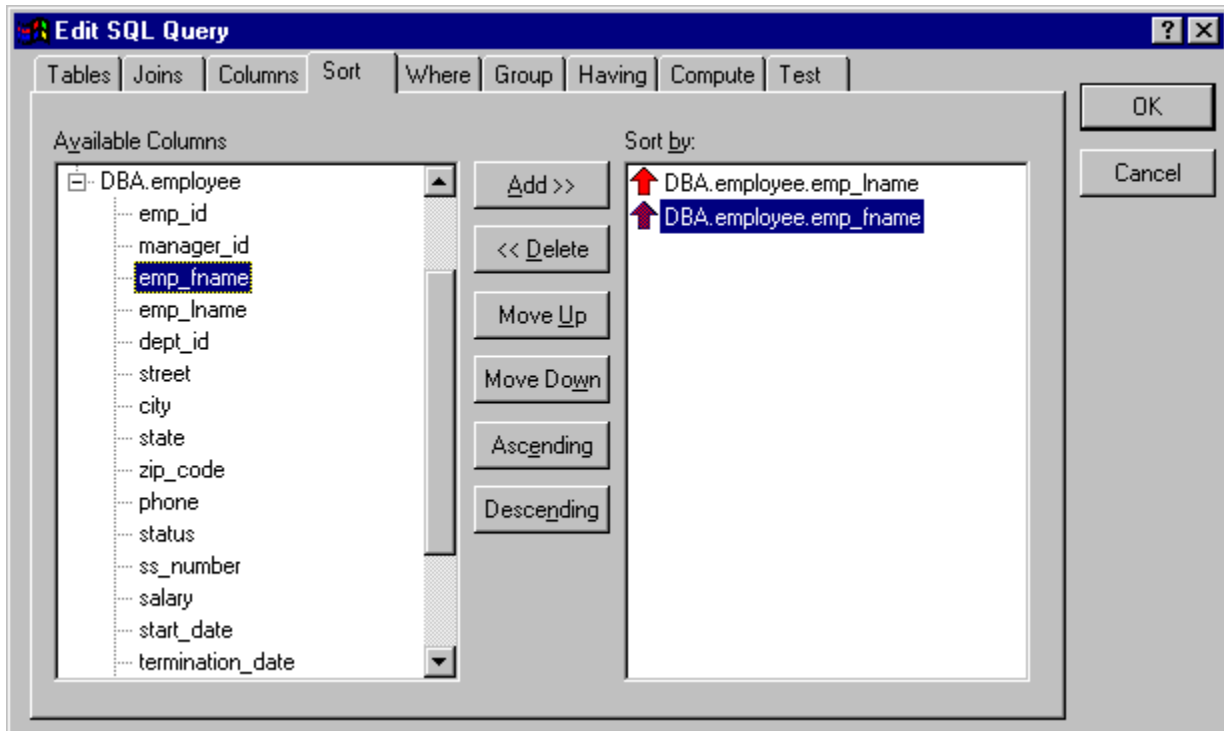 Edit SQL Query
Tables Joins Columns Sort Where Group Having Compute Test
OK
Cancel
Available Columns
DBA.employee
emp_id
manager_id
emp_fname
emp_lname
dept_id
street
city
state
zip_code
phone
status
ss_number
salary
start_date
termination_date
Add >>
<< Delete
Move Up
Move Down
Ascending
Descending
Sort by:
DBA.employee.emp_lname
DBA.employee.emp_fname